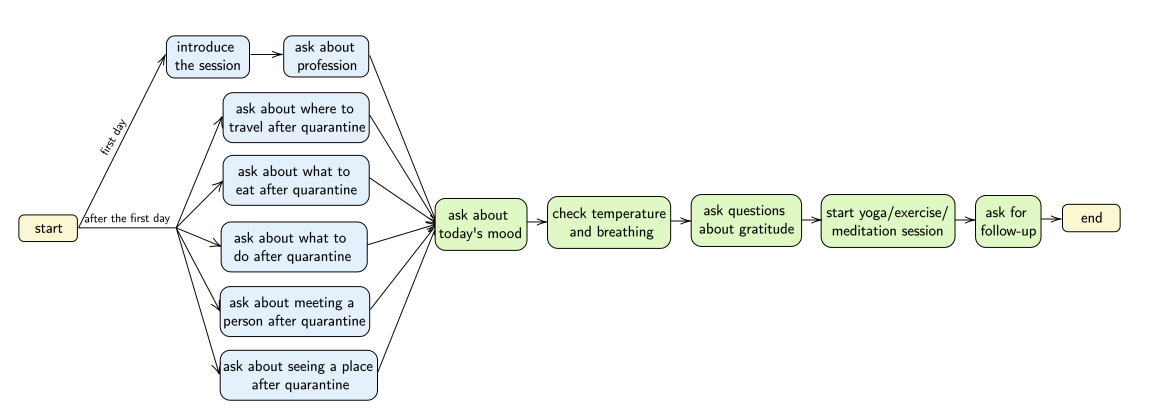 introduce
the session
ask about
profession
first day
ask about where to
travel after quarantine
ask about what to
eat after quarantine
after the first day
start
ask about what to
do after quarantine
ask about meeting a
person after quarantine
ask about seeing a place
after quarantine
ask about
today's mood
check temperature
and breathing
ask questions
about gratitude
start yoga/exercise/
meditation session
ask for
follow-up
end